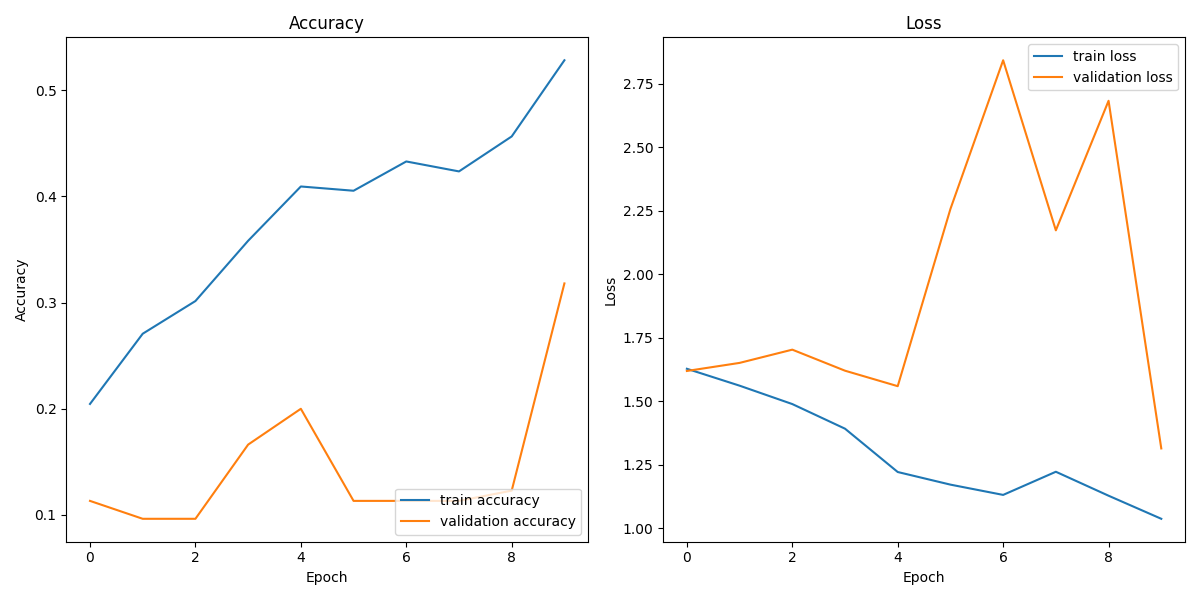 Accuracy
Accuracy
0.5
0.4
0.3
0.2
0.1
train accuracy
validation accuracy
0 2 4 6 8
Epoch
Loss
Loss
2.75
2.50
2.25
2.00
1.75
1.50
1.25
1.00
train loss
validation loss
0 2 4 6 8
Epoch